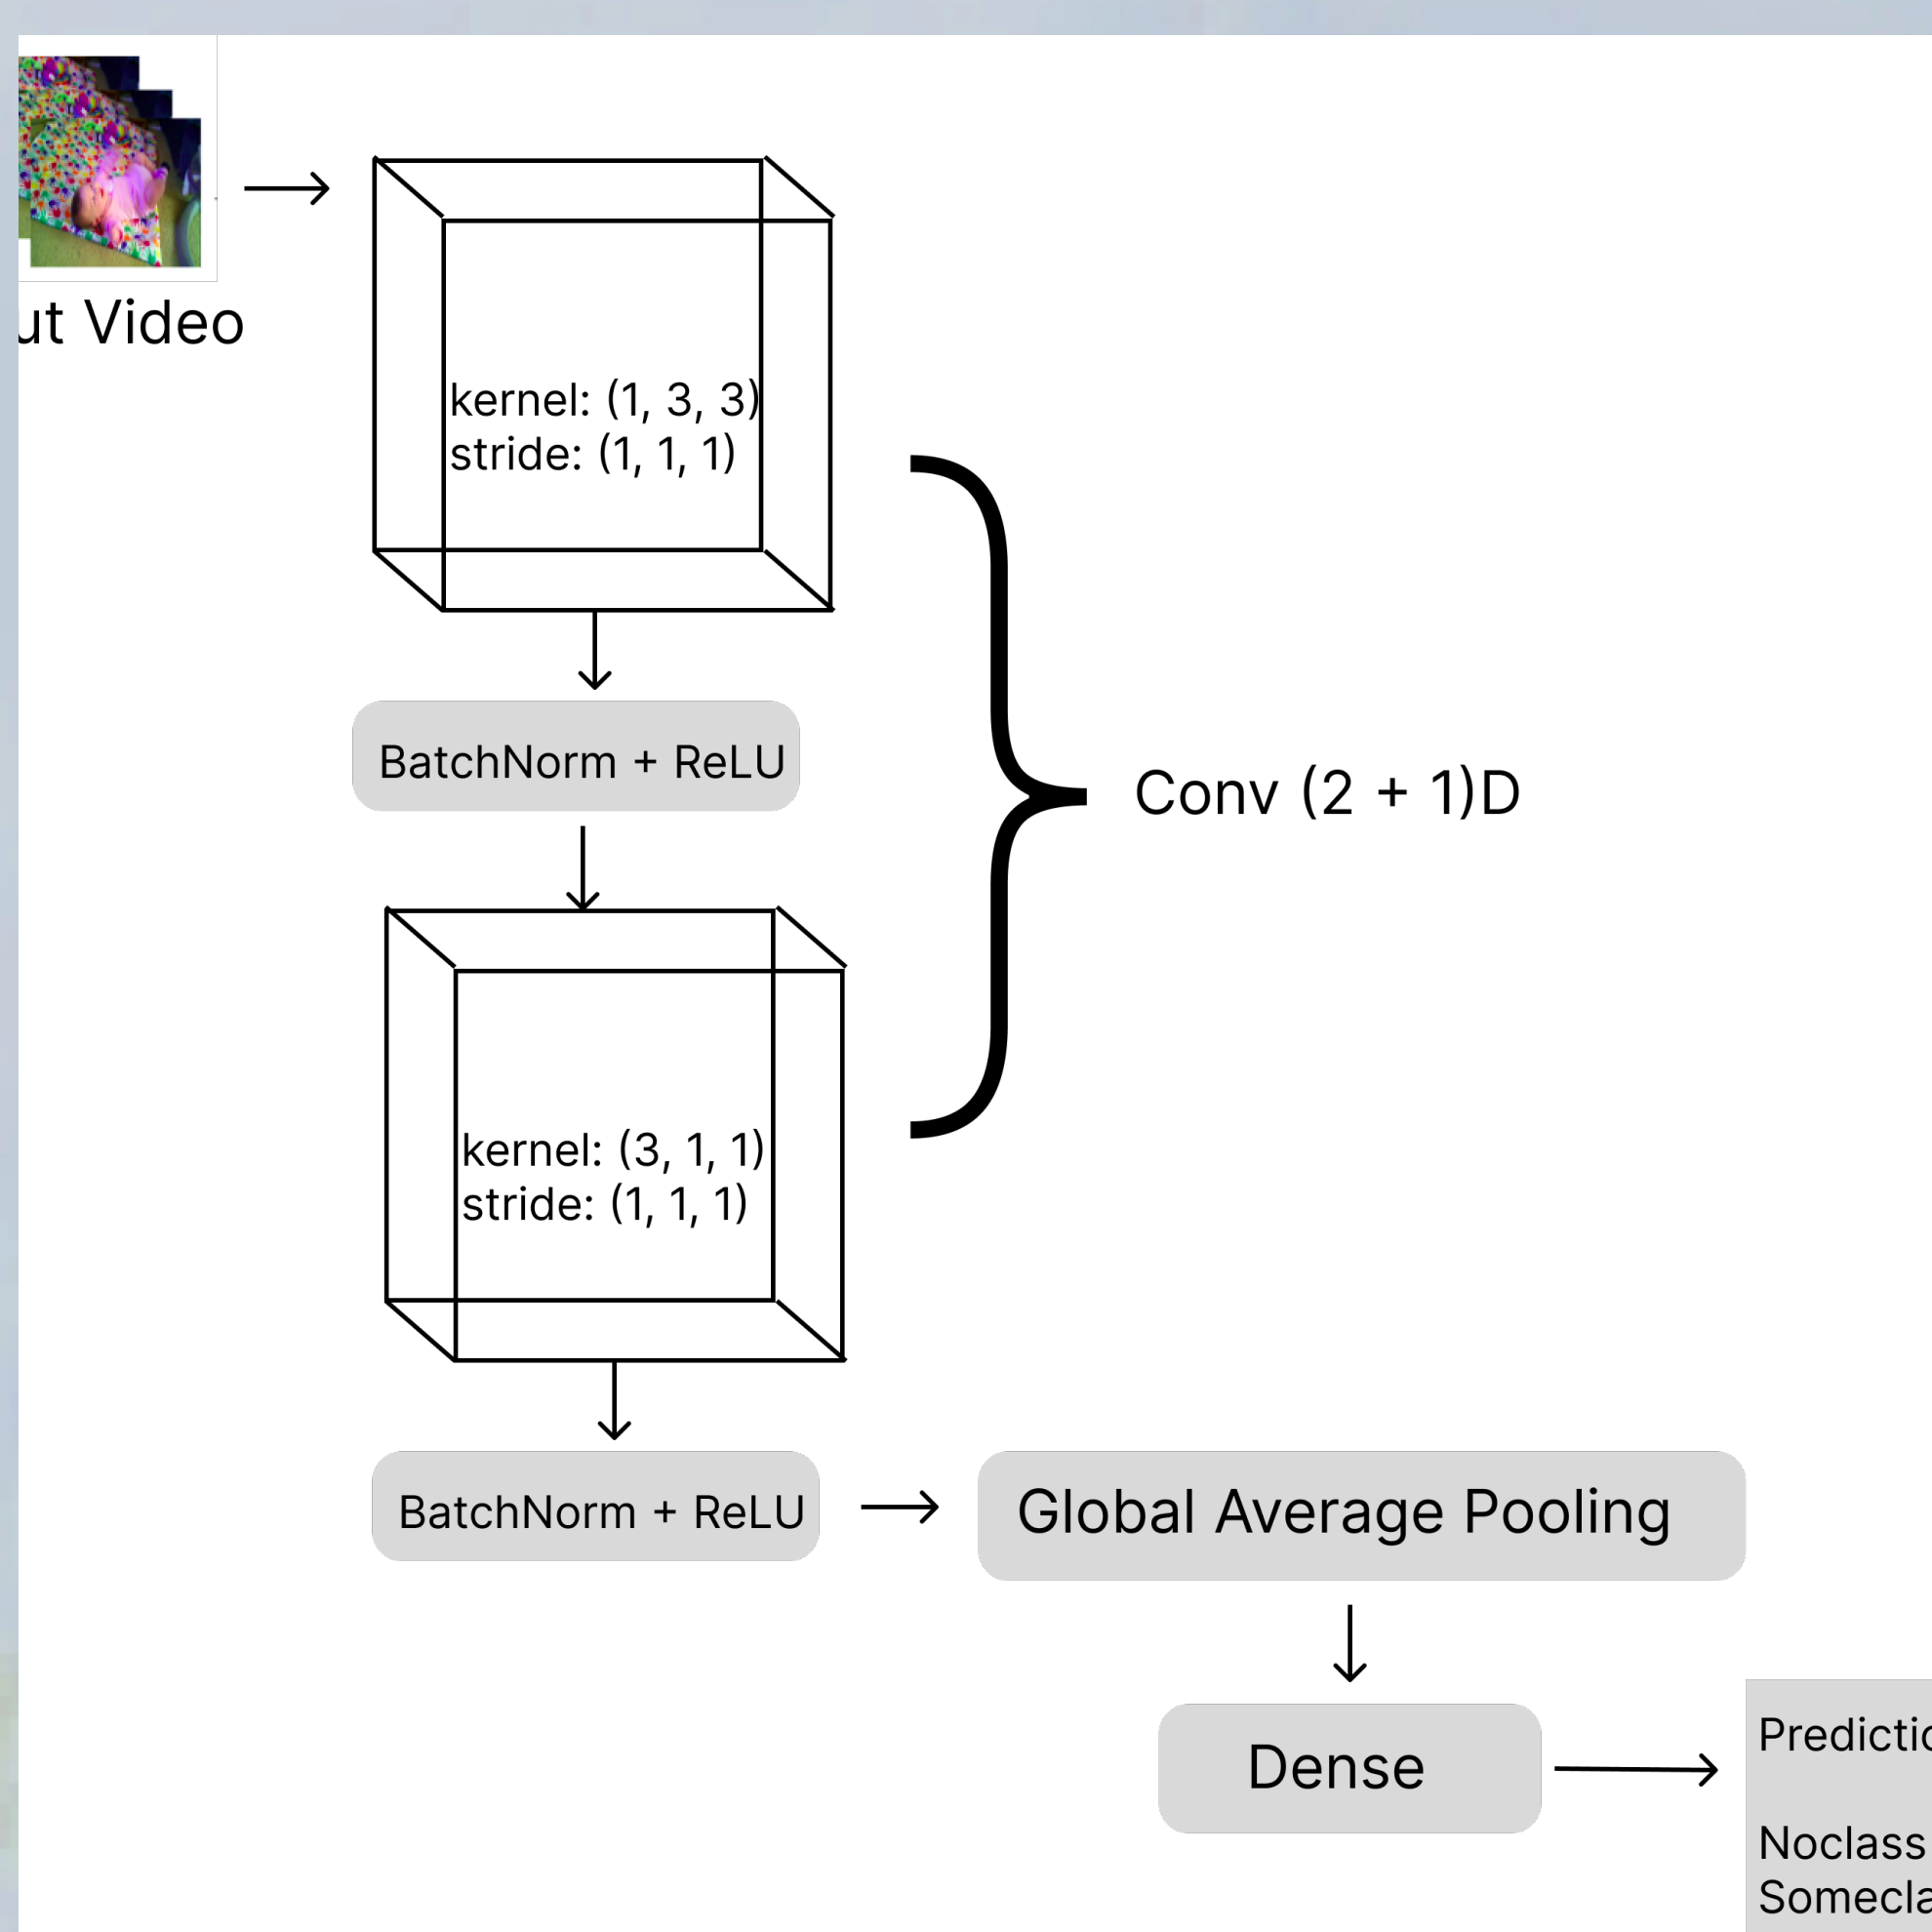 Video
kernel: (1, 3, 3)
stride: (1, 1, 1)
BatchNorm + ReLU
Conv (2 + 1)D
kernel: (3, 1, 1)
stride: (1, 1, 1)
BatchNorm + ReLU
Global Average Pooling
Dense
Noclass